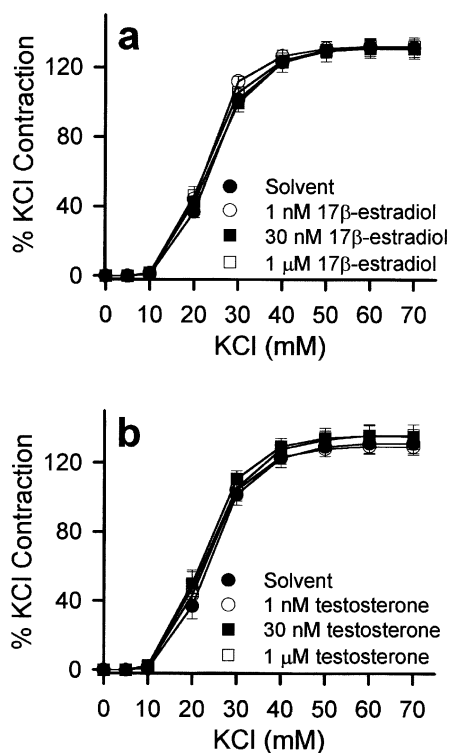 a
120
80
40
0
% KCl Contraction
Solvent
1 nM 17β-estradiol
30 nM 17β-estradiol
1 μM 17β-estradiol
0 10 20 30 40 50 60 70
KCl (mM)
b
120
80
40
0
% KCl Contraction
Solvent
1 nM testosterone
30 nM testosterone
1 μM testosterone
0 10 20 30 40 50 60 70
KCl (mM)